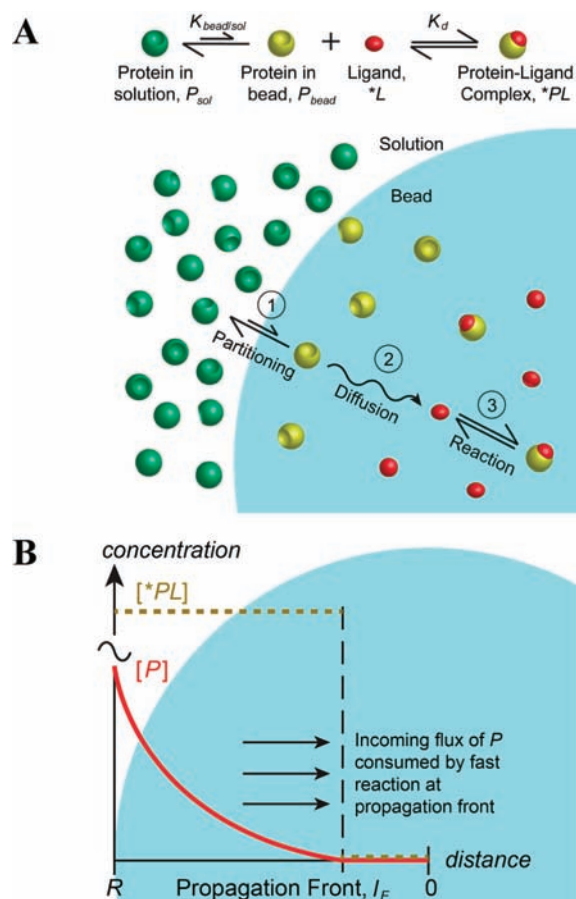 A
K_bead/sol
K_d
+
Protein in
solution, P_sol
Protein in
bead, P_bead
Ligand,
*L
Protein-Ligand
Complex, *PL
Solution
Bead
1
Partitioning
2
Diffusion
3
Reaction
B
concentration
[*PL]
[P]
Incoming flux of P
consumed by fast
reaction at
propagation front
distance
R
Propagation Front, l_F
0